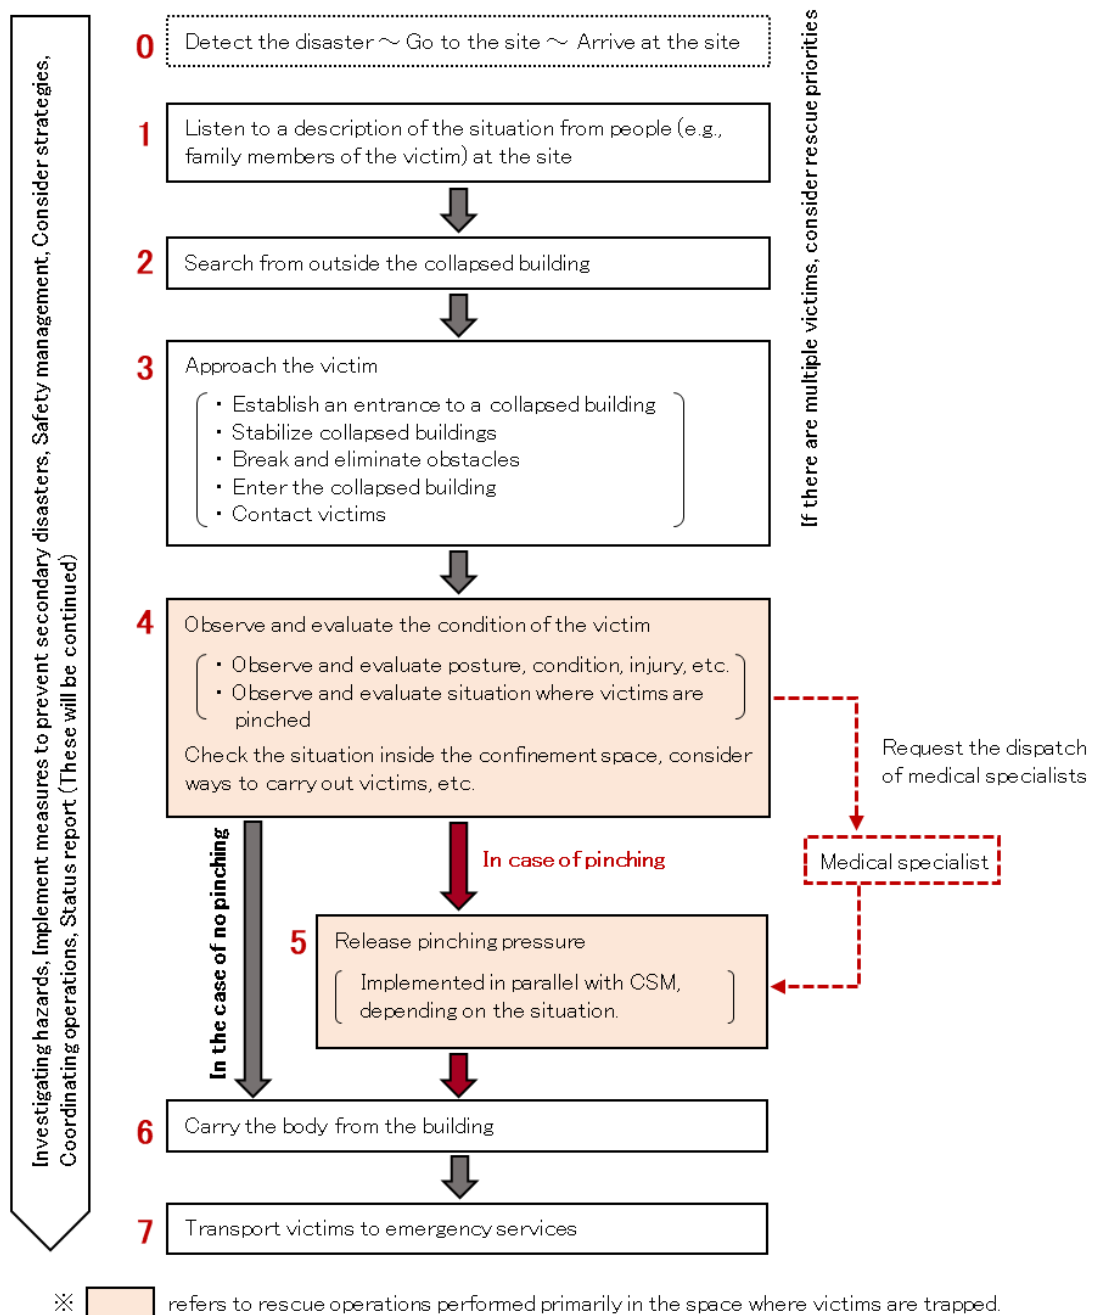 0
Detect the disaster ～ Go to the site ～ Arrive at the site
1
Listen to a description of the situation from people (e.g.,
family members of the victim) at the site
2
Search from outside the collapsed building
3
Approach the victim
・ Establish an entrance to a collapsed building
・ Stabilize collapsed buildings
・ Break and eliminate obstacles
・ Enter the collapsed building
・ Contact victims
4
Observe and evaluate the condition of the victim
・ Observe and evaluate posture, condition, injury, etc.
・ Observe and evaluate situation where victims are
pinched
Check the situation inside the confinement space, consider
ways to carry out victims, etc.
Request the dispatch
of medical specialists
Medical specialist
In the case of no pinching
In case of pinching
5
Release pinching pressure
Implemented in parallel with CSM,
depending on the situation.
6
Carry the body from the building
7
Transport victims to emergency services
Investigating hazards, Implement measures to prevent secondary disasters, Safety management, Consider strategies,
Coordinating operations, Status report (These will be continued)
If there are multiple victims, consider rescue priorities
※ refers to rescue operations performed primarily in the space where victims are trapped.